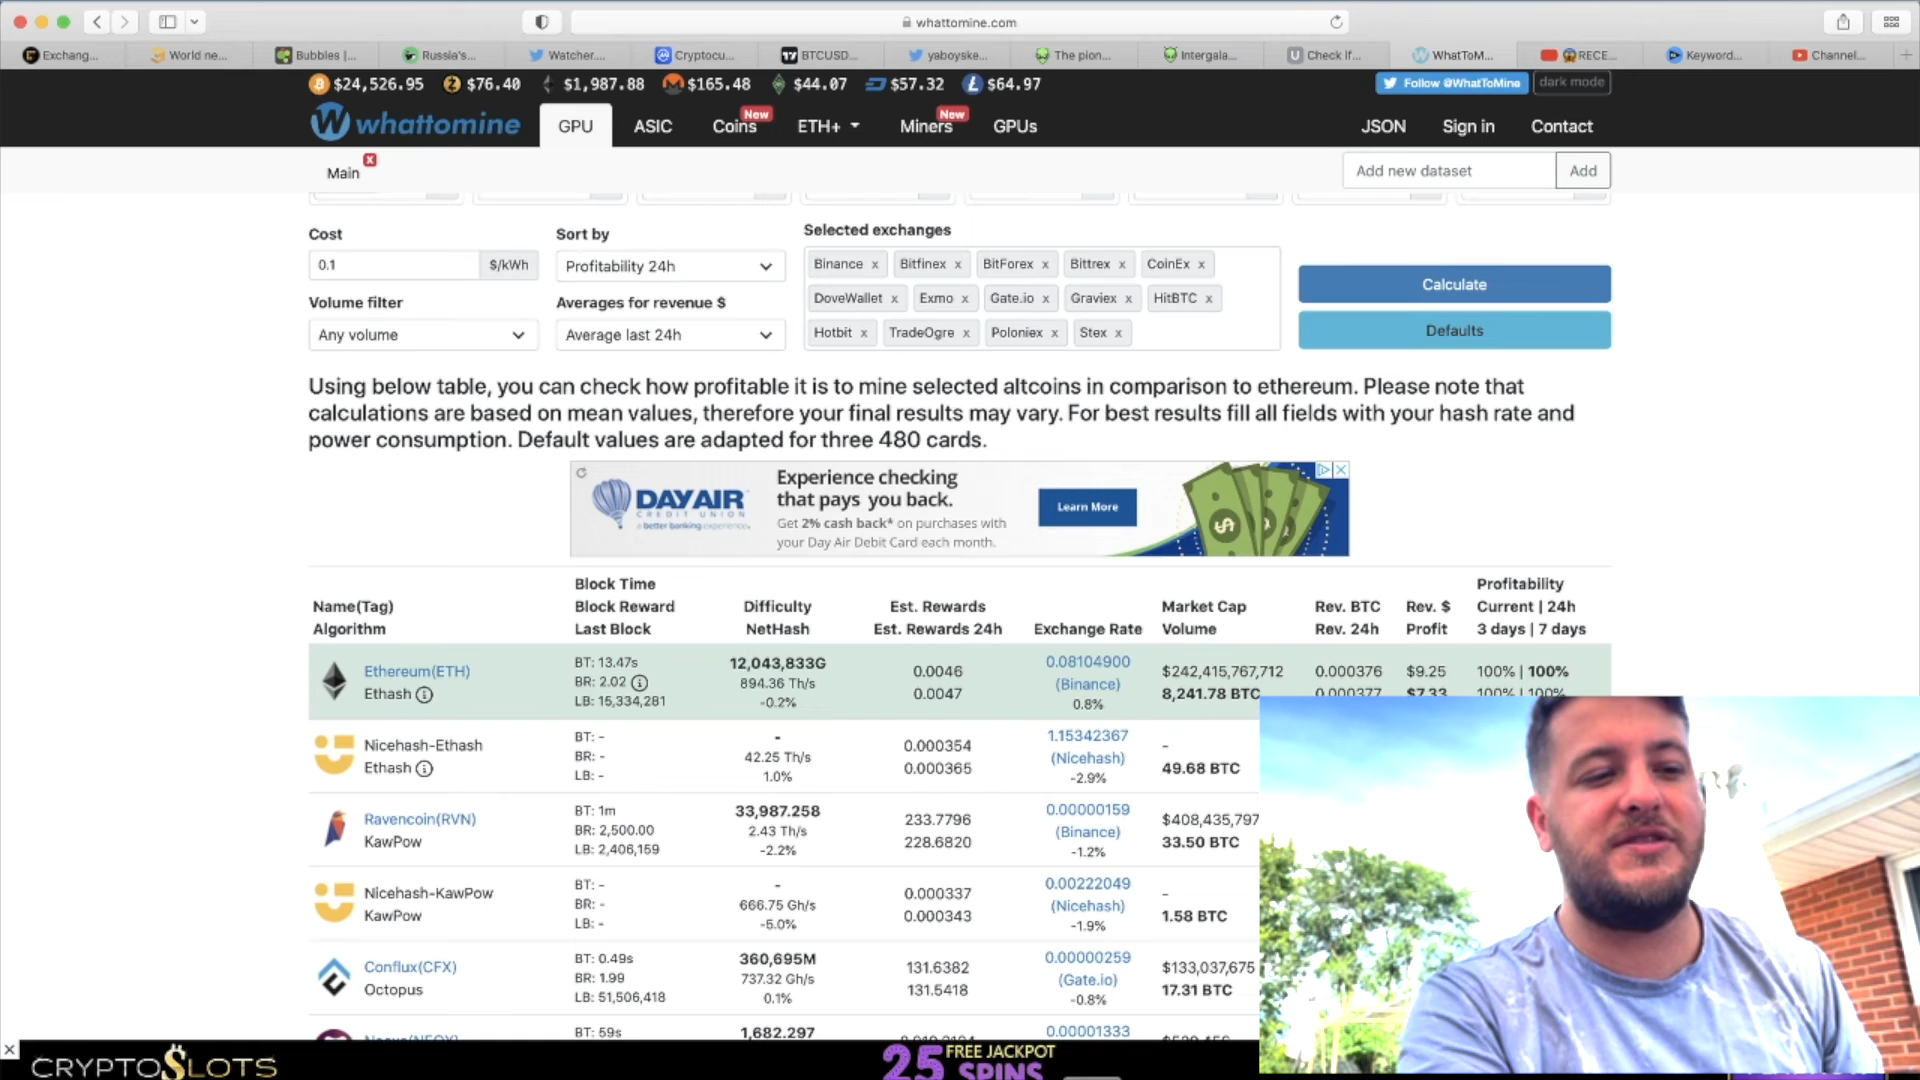 whattomine.com
Exchang... World ne... Bubbles |... Russia's... Watcher.... Cryptocu... BTCUSD... yaboyske... The pion... Intergala... Check If... WhatToM... RECE... Keyword... Channel...
$24,526.95 $76.40 $1,987.88 $165.48 $44.07 $57.32 $64.97 Follow @WhatToMine dark mode
whattomine GPU ASIC Coins New ETH+ Miners New GPUs JSON Sign in Contact
Main x Add new dataset Add
Cost Sort by Selected exchanges
0.1 $/kWh Profitability 24h Binance x Bitfinex x BitForex x Bittrex x CoinEx x Calculate
Volume filter Averages for revenue $ DoveWallet x Exmo x Gate.io x Graviex x HitBTC x
Any volume Average last 24h Hotbit x TradeOgre x Poloniex x Stex x Defaults
Using below table, you can check how profitable it is to mine selected altcoins in comparison to ethereum. Please note that
calculations are based on mean values, therefore your final results may vary. For best results fill all fields with your hash rate and
power consumption. Default values are adapted for three 480 cards.
DAYAIR
CREDIT UNION
a better banking experience.
Experience checking
that pays you back.
Get 2% cash back* on purchases with
your Day Air Debit Card each month.
Learn More
Block Time Profitability
Name(Tag) Block Reward Difficulty Est. Rewards Market Cap Rev. BTC Rev. $ Current | 24h
Algorithm Last Block NetHash Est. Rewards 24h Exchange Rate Volume Rev. 24h Profit 3 days | 7 days
Ethereum(ETH) BT: 13.47s 12,043,833G 0.0046 0.08104900 $242,415,767,712 0.000376 $9.25 100% | 100%
Ethash BR: 2.02 894.36 Th/s 0.0047 (Binance) 8,241.78 BTC 0.000377 $7.33 100% | 100%
LB: 15,334,281 -0.2% 0.8%
Nicehash-Ethash BT: - - 0.000354 1.15342367 -
Ethash BR: - 42.25 Th/s 0.000365 (Nicehash) 49.68 BTC
LB: - 1.0% -2.9%
Ravencoin(RVN) BT: 1m 33,987.258 233.7796 0.00000159 $408,435,797
KawPow BR: 2,500.00 2.43 Th/s 228.6820 (Binance) 33.50 BTC
LB: 2,406,159 -2.2% -1.2%
Nicehash-KawPow BT: - - 0.000337 0.00222049 -
KawPow BR: - 666.75 Gh/s 0.000343 (Nicehash) 1.58 BTC
LB: - -5.0% -1.9%
Conflux(CFX) BT: 0.49s 360,695M 131.6382 0.00000259 $133,037,675
Octopus BR: 1.99 737.32 Gh/s 131.5418 (Gate.io) 17.31 BTC
LB: 51,506,418 0.1% -0.8%
BT: 59s 1,682.297 0.00001333
CRYPTOSLOTS 25 FREE JACKPOT
SPINS